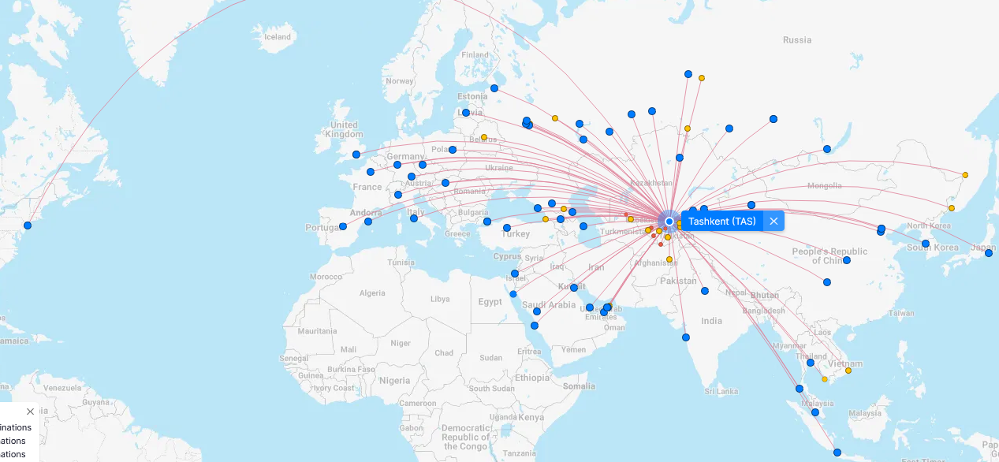 Iceland
Russia
Finland
Norway
Estonia
Latvia
United
Kingdom
Belarus
Poland
Germany
Ukraine
Kazakhstan
Austria
France
Mongolia
Romania
Andorra
Italy
Bulgaria
Tashkent (TAS)
North Korea
Portugal
Greece
Turkey
Turkmenistan
South Korea
Japan
People's Republic
of China
Cyprus
Syria
Tunisia
Afghanistan
Iraq
Iran
Morocco
Israel
Kuwait
Pakistan
Nepal
Bhutan
Algeria
Libya
Egypt
Saudi Arabia
United Arab
Emirates
Bangladesh
Taiwan
India
Oman
Mauritania
Laos
Niger
Mali
Chad
Sudan
Eritrea
Yemen
Myanmar
Thailand
Vietnam
Senegal
Burkina Faso
Guinea
Nigeria
Ethiopia
Somalia
Ivory Coast
South Sudan
Sri Lanka
Venezuela
Guyana
Cameroon
Malaysia
Malaysia
Uganda
Kenya
Gabon
Democratic
Republic of
the Congo
Tanzania
East Timor